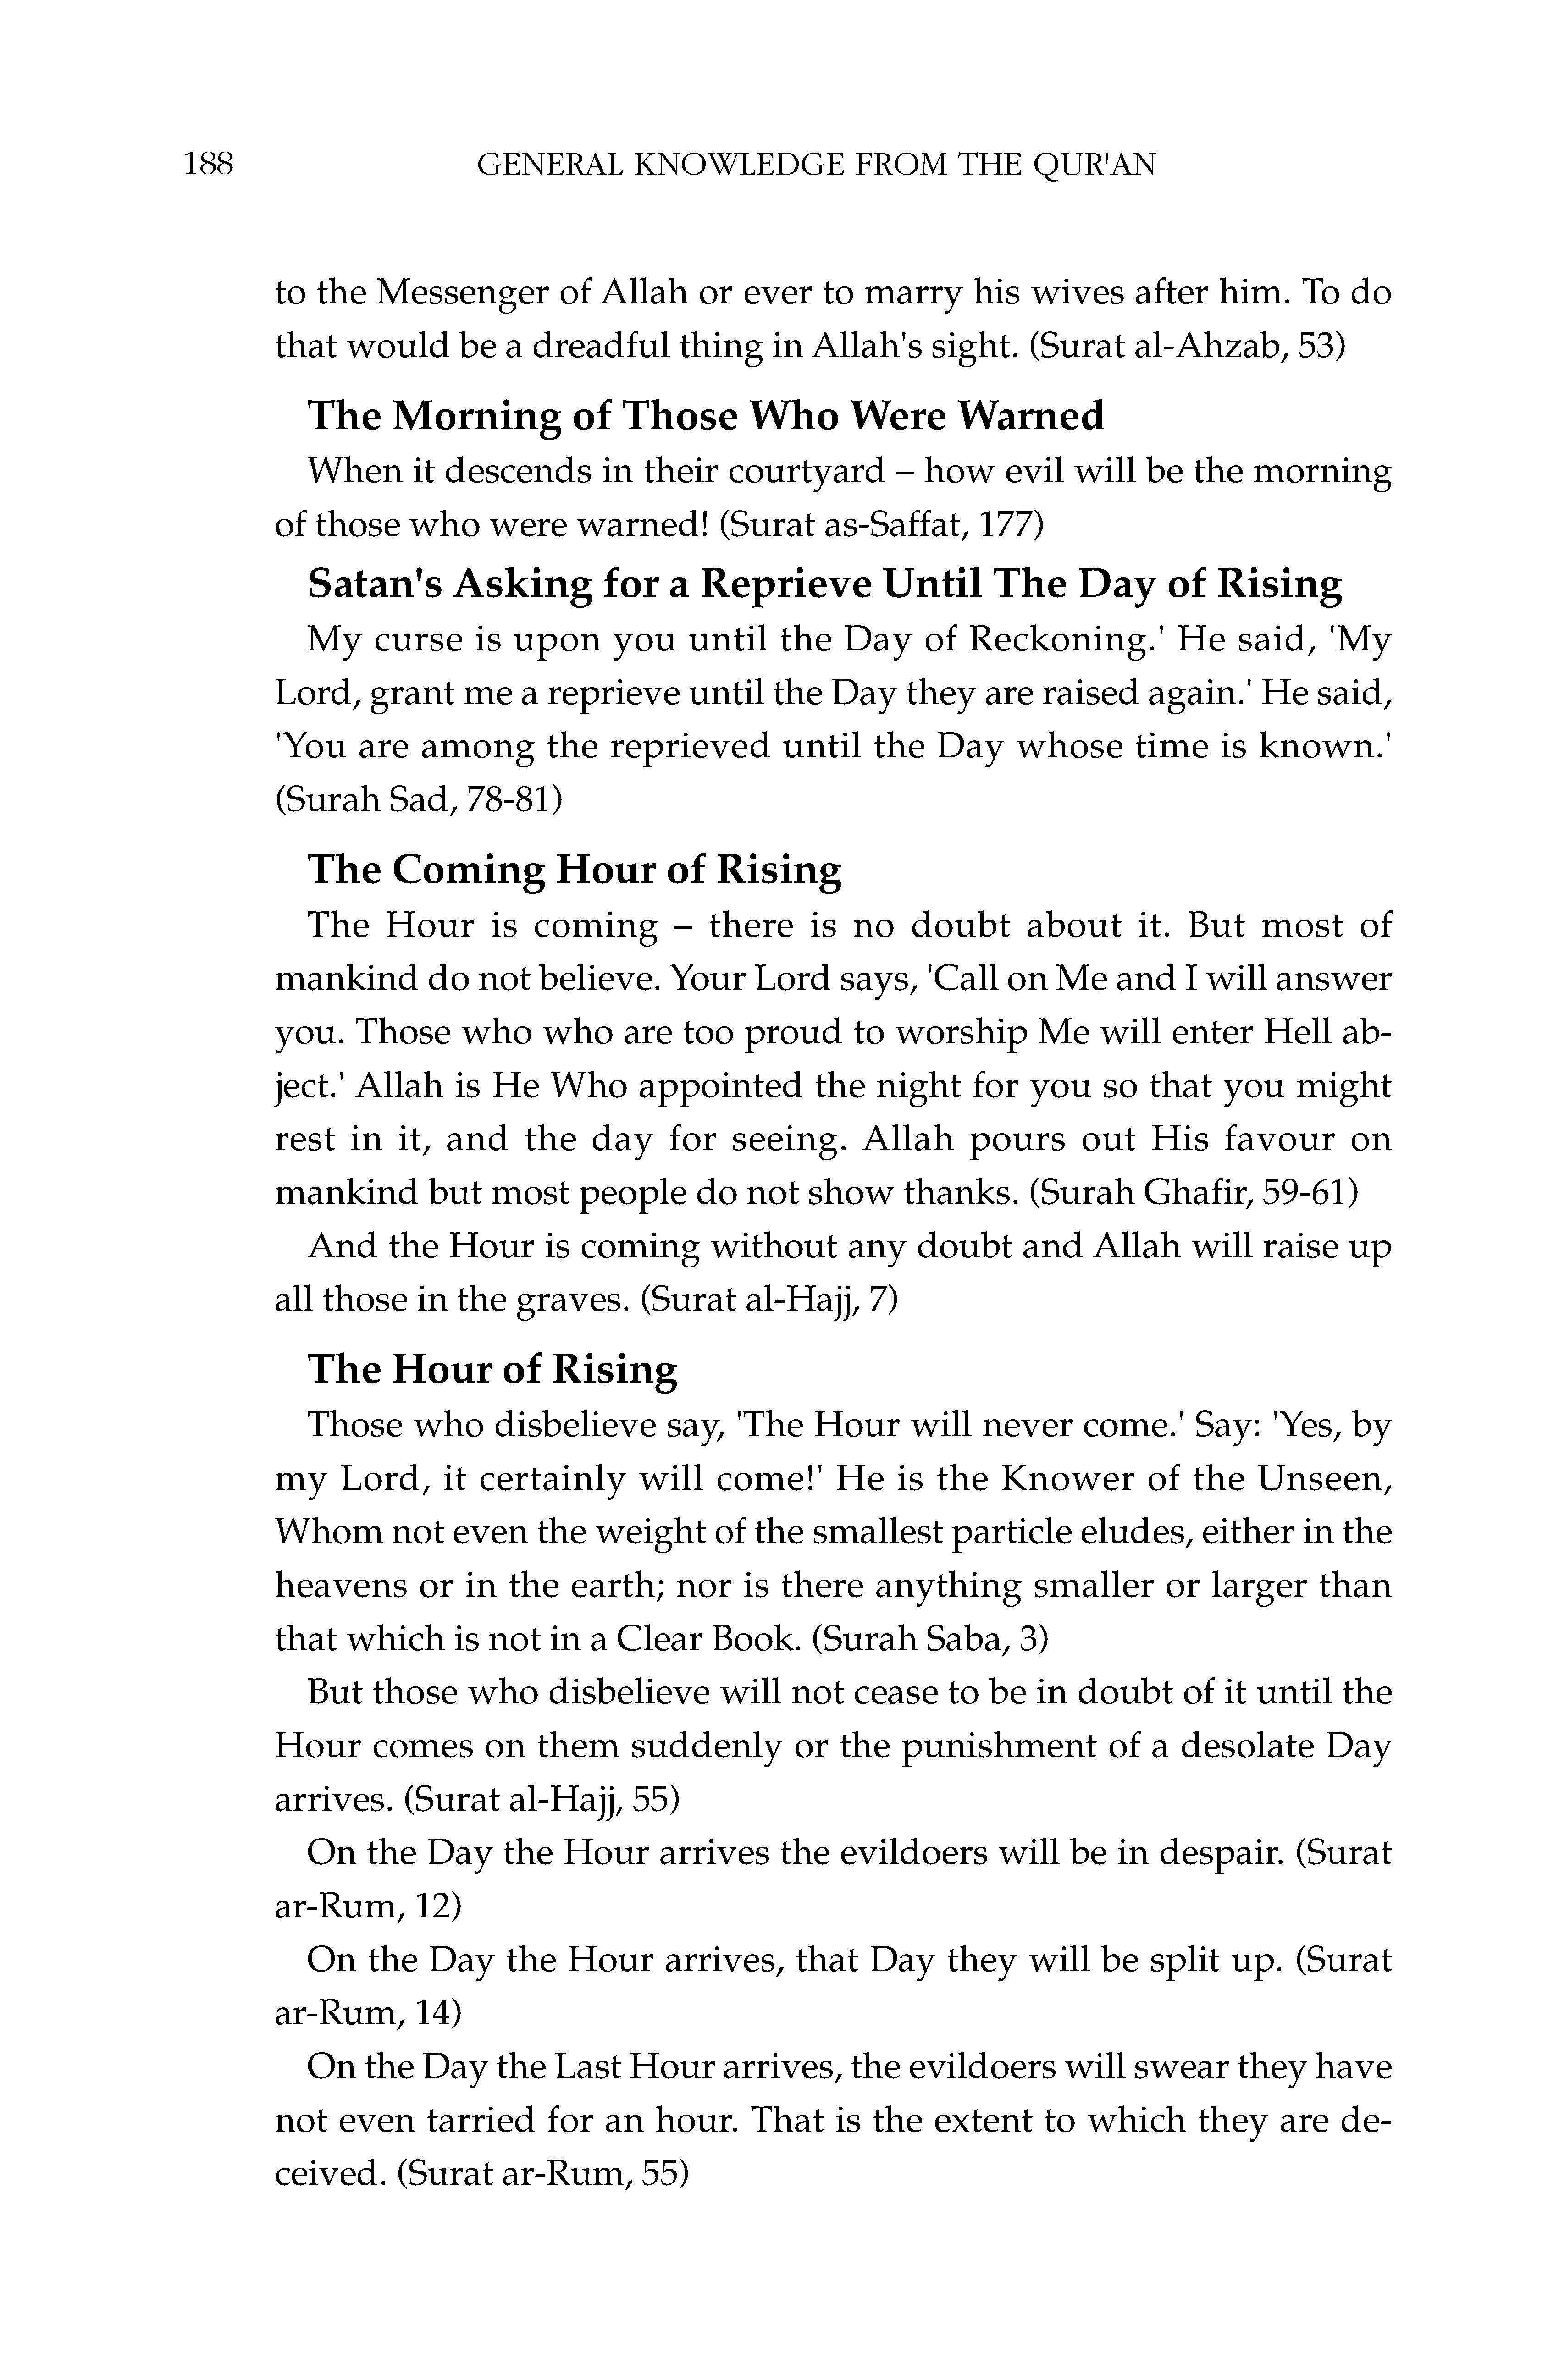 188 GENERAL KNOWLEDGE FROM THE QUR'AN
to the Messenger of Allah or ever to marry his wives after him. To do
that would be a dreadful thing in Allah's sight. (Surat al-Ahzab, 53)
The Morning of Those Who Were Warned
When it descends in their courtyard – how evil will be the morning
of those who were warned! (Surat as-Saffat, 177)
Satan's Asking for a Reprieve Until The Day of Rising
My curse is upon you until the Day of Reckoning.' He said, 'My
Lord, grant me a reprieve until the Day they are raised again.' He said,
'You are among the reprieved until the Day whose time is known.'
(Surah Sad, 78-81)
The Coming Hour of Rising
The Hour is coming – there is no doubt about it. But most of
mankind do not believe. Your Lord says, 'Call on Me and I will answer
you. Those who who are too proud to worship Me will enter Hell ab-
ject.' Allah is He Who appointed the night for you so that you might
rest in it, and the day for seeing. Allah pours out His favour on
mankind but most people do not show thanks. (Surah Ghafir, 59-61)
And the Hour is coming without any doubt and Allah will raise up
all those in the graves. (Surat al-Hajj, 7)
The Hour of Rising
Those who disbelieve say, 'The Hour will never come.' Say: 'Yes, by
my Lord, it certainly will come!' He is the Knower of the Unseen,
Whom not even the weight of the smallest particle eludes, either in the
heavens or in the earth; nor is there anything smaller or larger than
that which is not in a Clear Book. (Surah Saba, 3)
But those who disbelieve will not cease to be in doubt of it until the
Hour comes on them suddenly or the punishment of a desolate Day
arrives. (Surat al-Hajj, 55)
On the Day the Hour arrives the evildoers will be in despair. (Surat
ar-Rum, 12)
On the Day the Hour arrives, that Day they will be split up. (Surat
ar-Rum, 14)
On the Day the Last Hour arrives, the evildoers will swear they have
not even tarried for an hour. That is the extent to which they are de-
ceived. (Surat ar-Rum, 55)